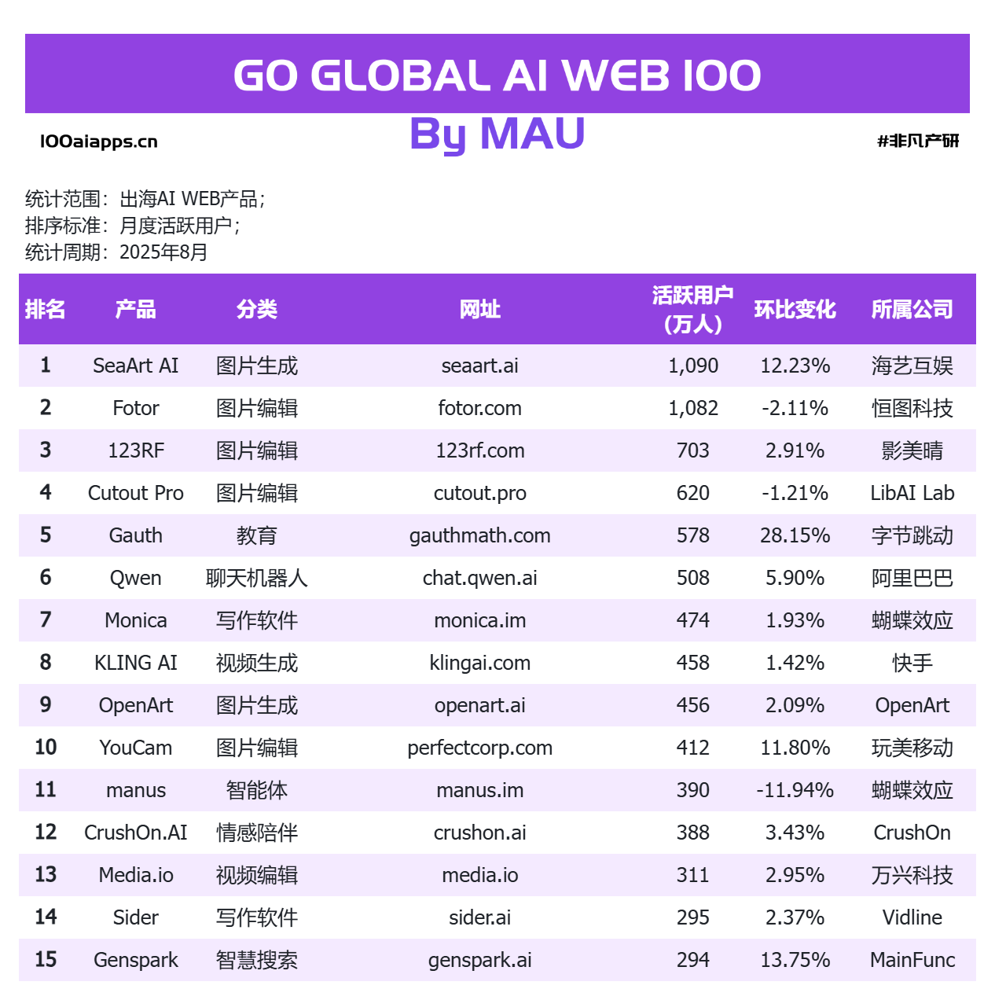 GO GLOBAL AI WEB 100
By MAU
100aiapps.cn
#非凡产研
统计范围：出海AI WEB产品；
排序标准：月度活跃用户；
统计周期：2025年8月
排名 产品 分类 网址 活跃用户（万人） 环比变化 所属公司
1 SeaArt AI 图片生成 seaart.ai 1,090 12.23% 海艺互娱
2 Fotor 图片编辑 fotor.com 1,082 -2.11% 恒图科技
3 123RF 图片编辑 123rf.com 703 2.91% 影美晴
4 Cutout Pro 图片编辑 cutout.pro 620 -1.21% LibAI Lab
5 Gauth 教育 gauthmath.com 578 28.15% 字节跳动
6 Qwen 聊天机器人 chat.qwen.ai 508 5.90% 阿里巴巴
7 Monica 写作软件 monica.im 474 1.93% 蝴蝶效应
8 KLING AI 视频生成 klingai.com 458 1.42% 快手
9 OpenArt 图片生成 openart.ai 456 2.09% OpenArt
10 YouCam 图片编辑 perfectcorp.com 412 11.80% 玩美移动
11 manus 智能体 manus.im 390 -11.94% 蝴蝶效应
12 CrushOn.AI 情感陪伴 crushon.ai 388 3.43% CrushOn
13 Media.io 视频编辑 media.io 311 2.95% 万兴科技
14 Sider 写作软件 sider.ai 295 2.37% Vidline
15 Genspark 智慧搜索 genspark.ai 294 13.75% MainFunc